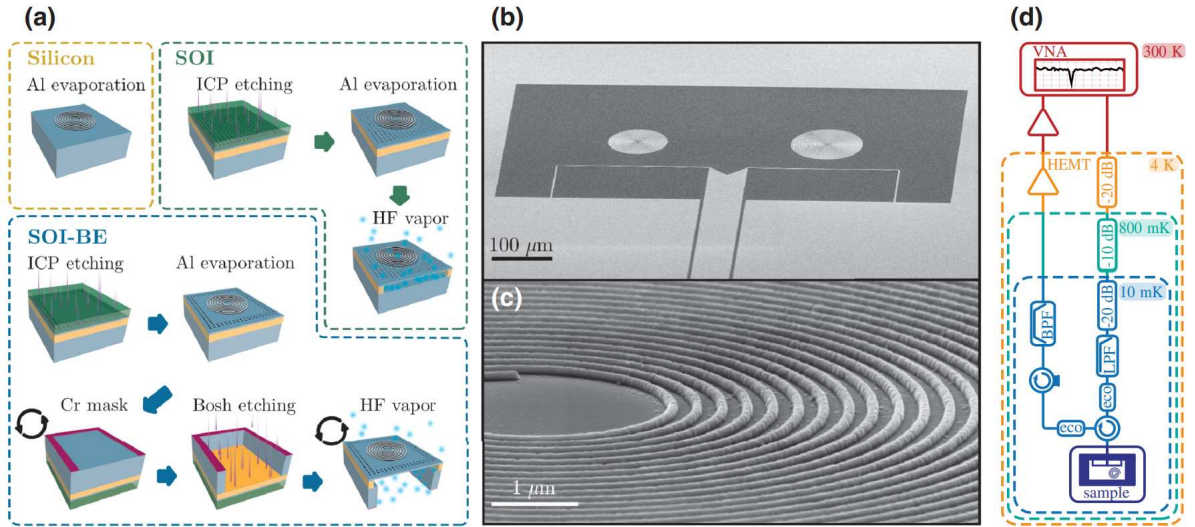 (a)
Silicon
Al evaporation
SOI
ICP etching
Al evaporation
HF vapor
SOI-BE
ICP etching
Al evaporation
Cr mask
Bosh etching
HF vapor
(b)
100 μm
(c)
1 μm
(d)
VNA
300 K
HEMT
4 K
-20 dB
800 mK
-10 dB
10 mK
-20 dB
BPF
LPF
eco
eco
sample